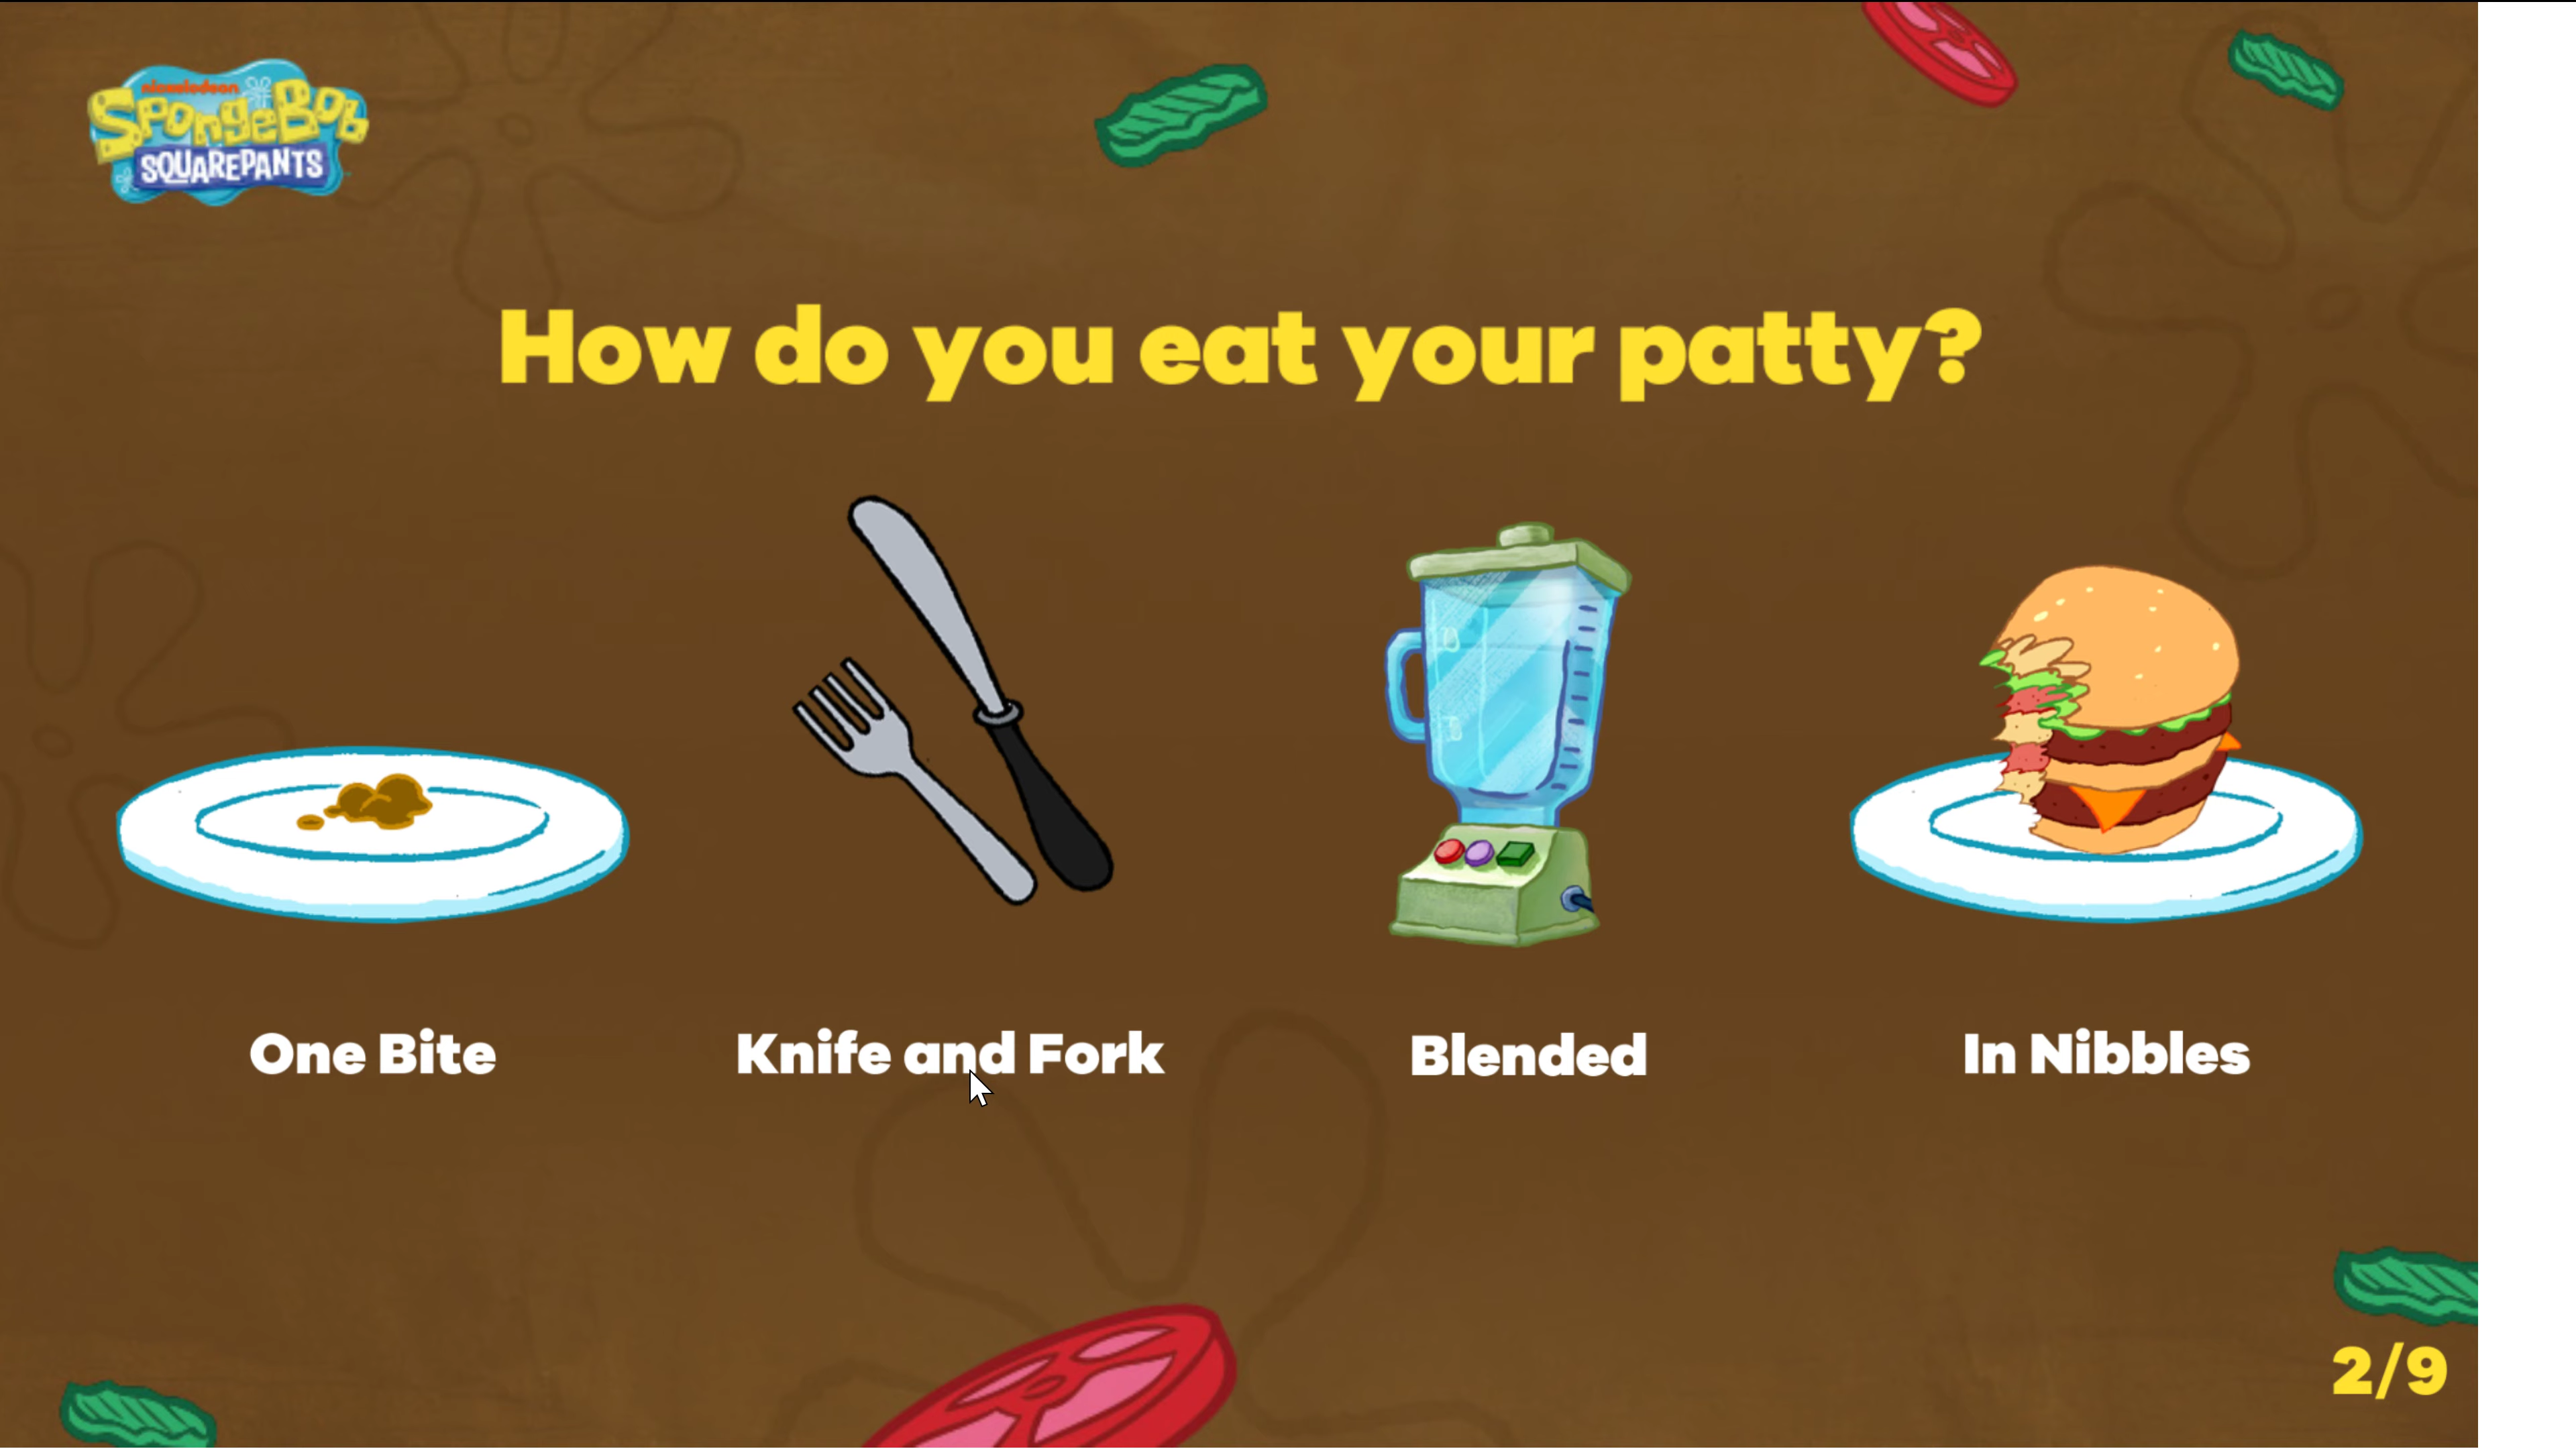 nickelodeon
SPONGEBOB
SQUAREPANTS
How do you eat your patty?
One Bite
Knife and Fork
Blended
In Nibbles
2/9